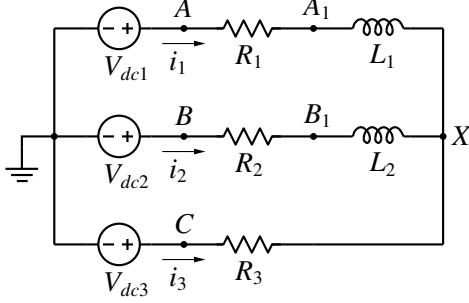 A A₁
− + V_dc1 i₁ R₁ L₁
B B₁ X
− + V_dc2 i₂ R₂ L₂
C
− + V_dc3 i₃ R₃